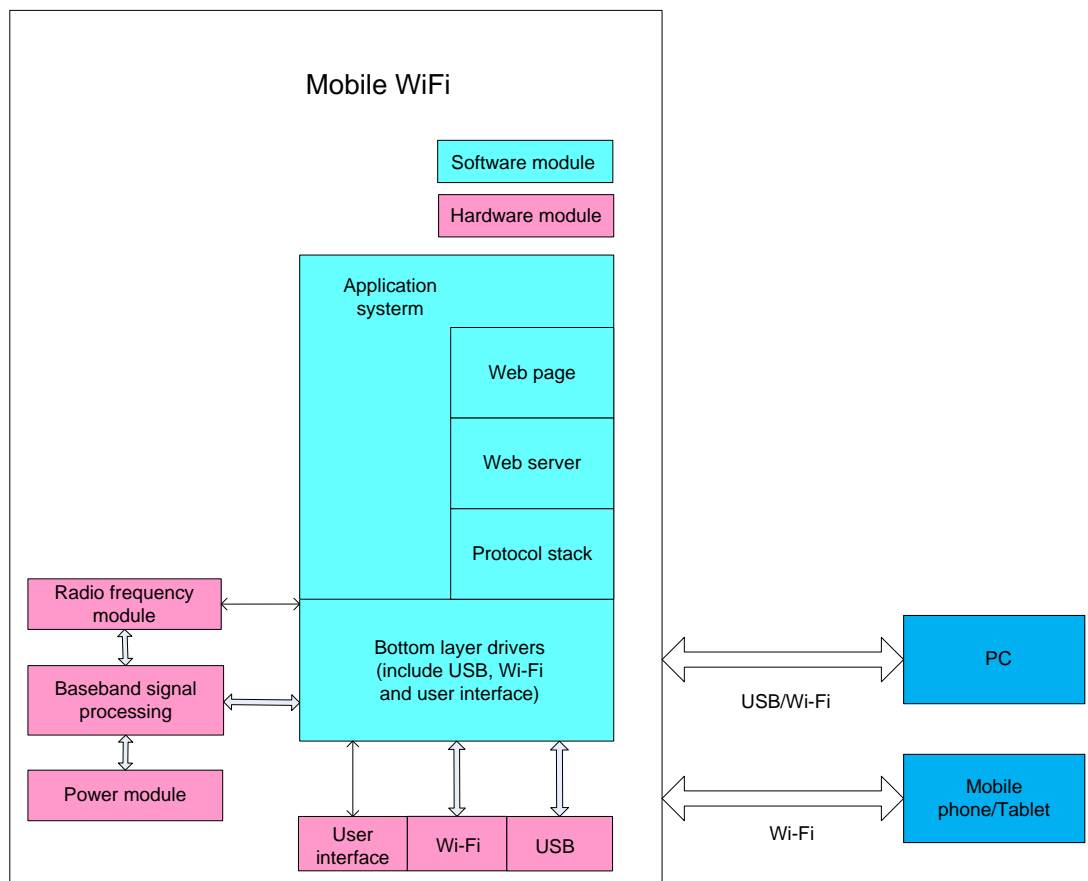 Mobile WiFi
Software module
Hardware module
Application
systerm
Web page
Web server
Protocol stack
Radio frequency
module
Baseband signal
processing
Power module
Bottom layer drivers
(include USB, Wi-Fi
and user interface)
User
interface
Wi-Fi
USB
PC
USB/Wi-Fi
Mobile
phone/Tablet
Wi-Fi